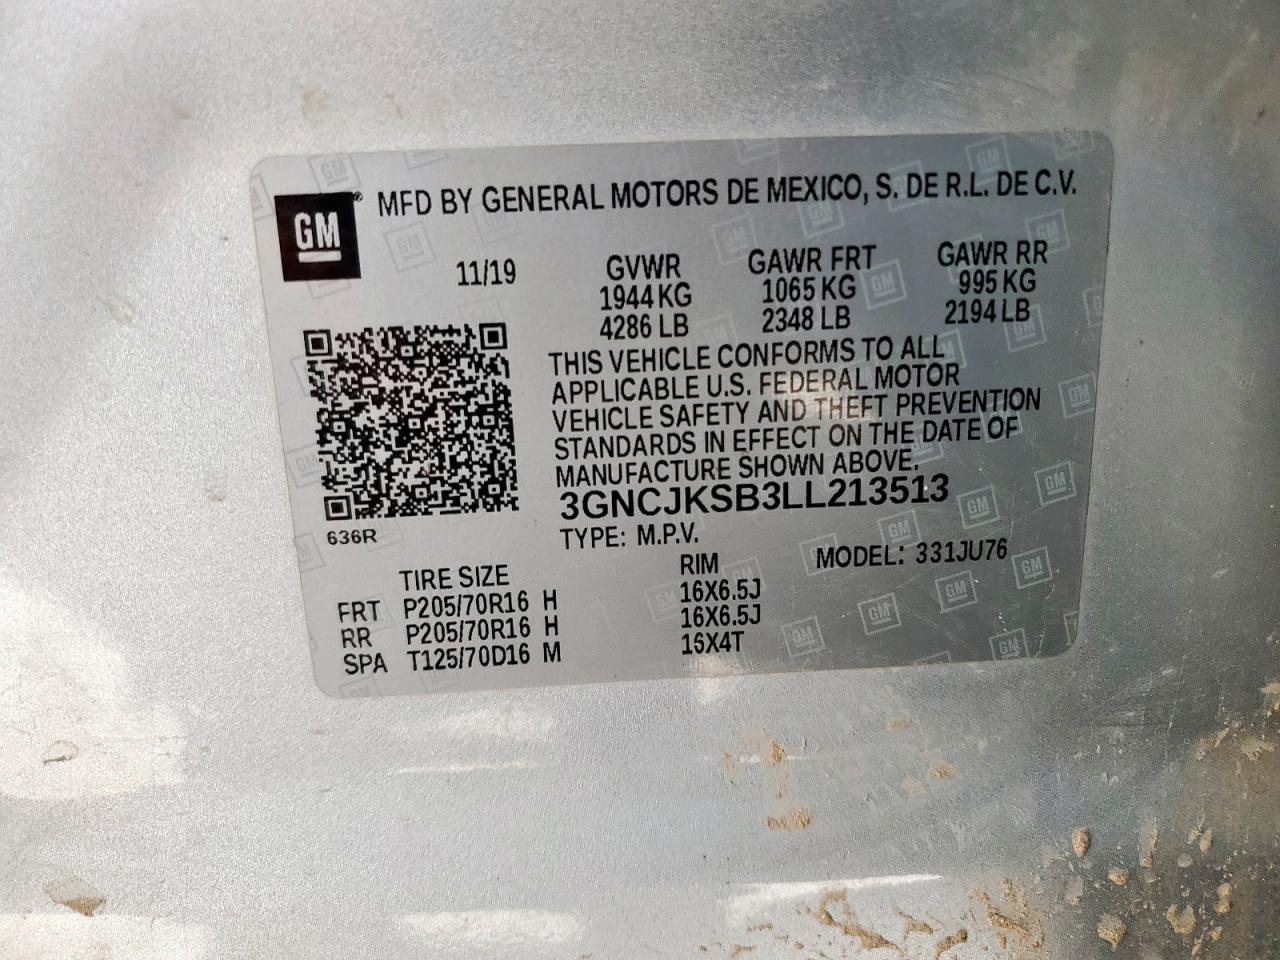 GM® MFD BY GENERAL MOTORS DE MEXICO, S. DE R.L. DE C.V.
11/19 GVWR GAWR FRT GAWR RR
1944 KG 1065 KG 995 KG
4286 LB 2348 LB 2194 LB
THIS VEHICLE CONFORMS TO ALL
APPLICABLE U.S. FEDERAL MOTOR
VEHICLE SAFETY AND THEFT PREVENTION
STANDARDS IN EFFECT ON THE DATE OF
MANUFACTURE SHOWN ABOVE.
3GNCJKSB3LL213513
636R
TYPE: M.P.V. MODEL: 331JU76
TIRE SIZE RIM
FRT P205/70R16 H 16X6.5J
RR P205/70R16 H 16X6.5J
SPA T125/70D16 M 16X4T